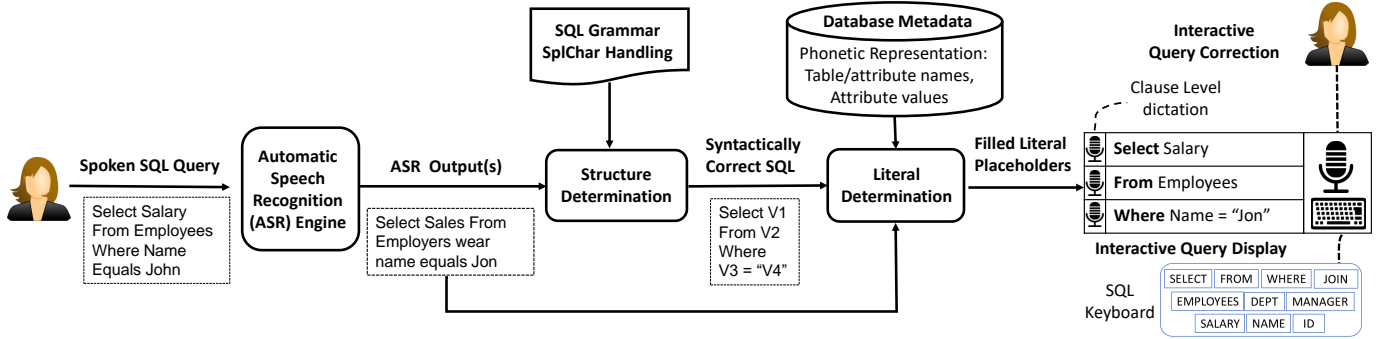 SQL Grammar
SplChar Handling
Database Metadata
Phonetic Representation:
Table/attribute names,
Attribute values
Interactive
Query Correction
Clause Level
dictation
Spoken SQL Query
Select Salary
From Employees
Where Name
Equals John
Automatic
Speech
Recognition
(ASR) Engine
ASR Output(s)
Select Sales From
Employers wear
name equals Jon
Structure
Determination
Syntactically
Correct SQL
Select V1
From V2
Where
V3 = “V4”
Literal
Determination
Filled Literal
Placeholders
Select Salary
From Employees
Where Name = “Jon”
Interactive Query Display
SQL
Keyboard
SELECT FROM WHERE JOIN
EMPLOYEES DEPT MANAGER
SALARY NAME ID